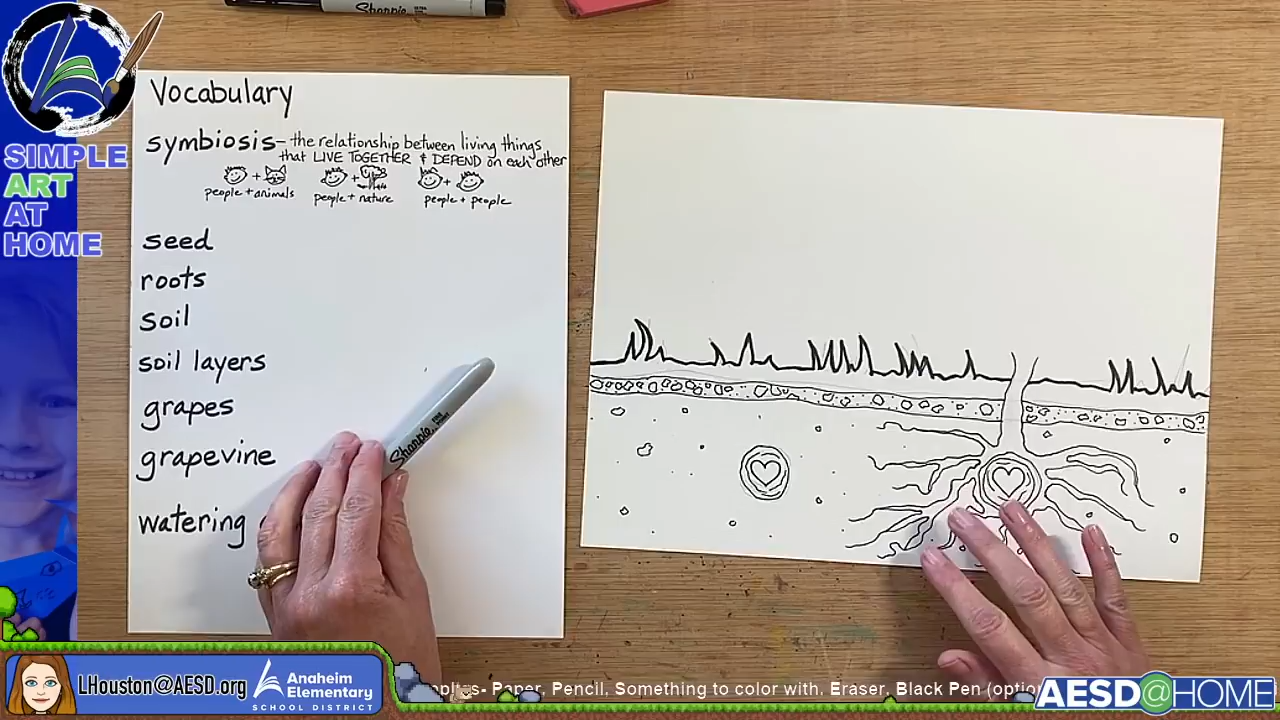 Sharpie
SIMPLE
ART
AT
HOME
Vocabulary
symbiosis - the relationship between living things
that LIVE TOGETHER & DEPEND on each other
people + animals
people + nature
people + people
seed
roots
soil
soil layers
grapes
grapevine
watering
Sharpie
LHouston@AESD.org
Anaheim
Elementary
SCHOOL DISTRICT
- Paper, Pencil, Something to color with, Eraser, Black Pen
AESD@HOME